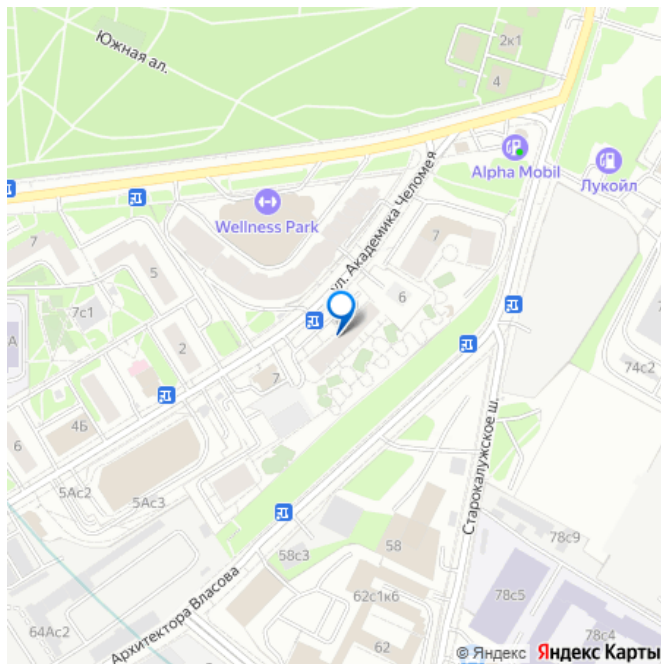 Южная ал.
2к1
4
Alpha Mobil
Лукойл
Wellness Park
ул. Академика Челомея
7
7
5
6
7с1
А
2
7
74с2
4Б
6
5Ас2
5Ас3
Старокалужское ш.
58
58с3
78с9
62с1к6
78с5
Архитектора Власова
64Ас2
62
78с4
© Яндекс Яндекс Карты